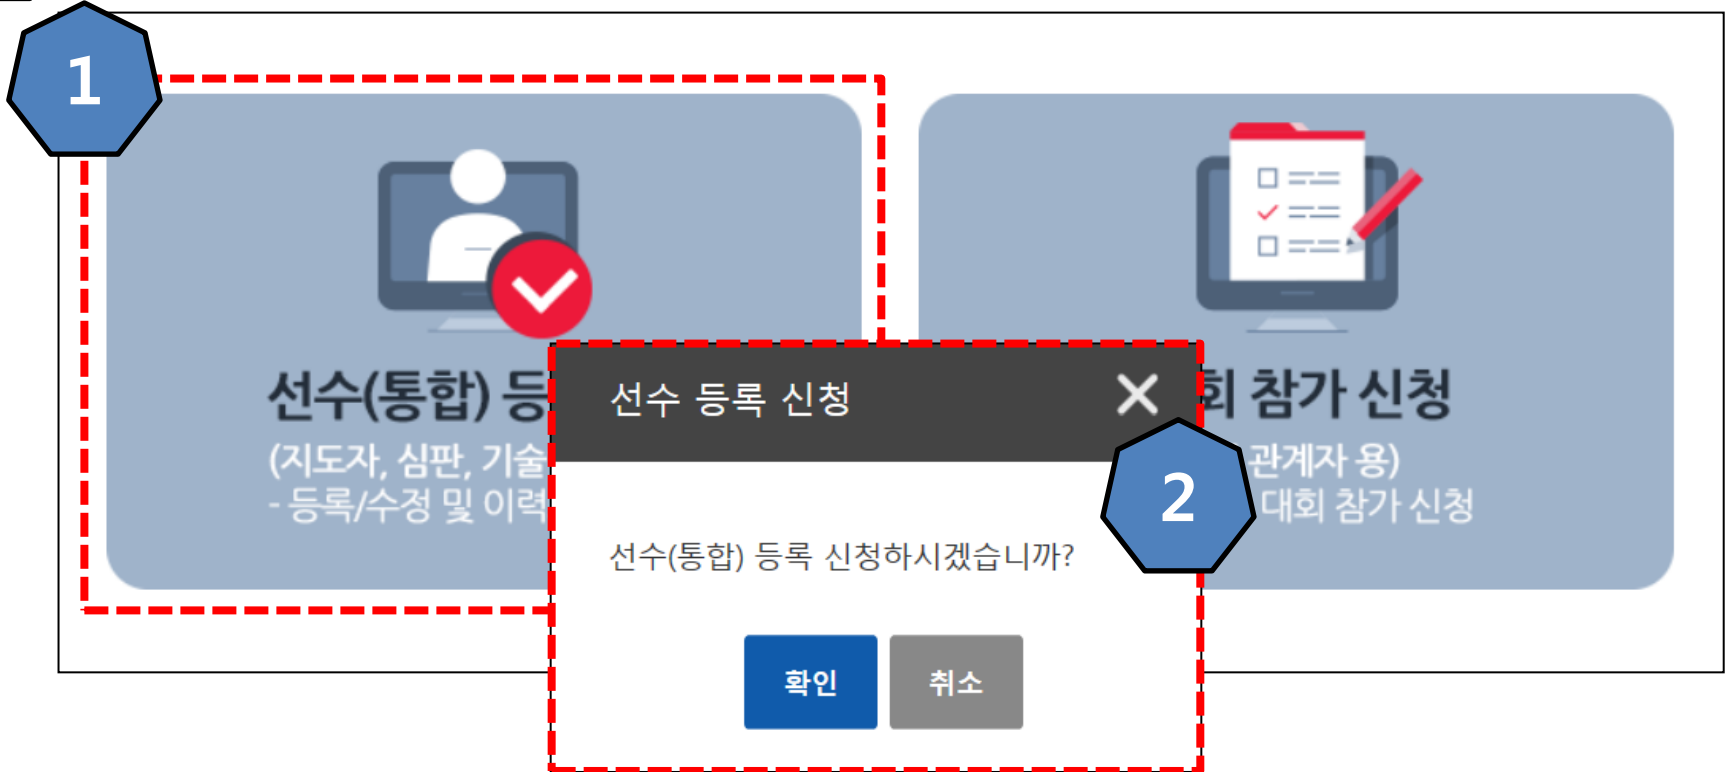 1
선수(통합) 등
(지도자, 심판, 기술
- 등록/수정 및 이력
회 참가 신청
관계자 용)
대회 참가 신청
선수 등록 신청
2
선수(통합) 등록 신청하시겠습니까?
확인
취소